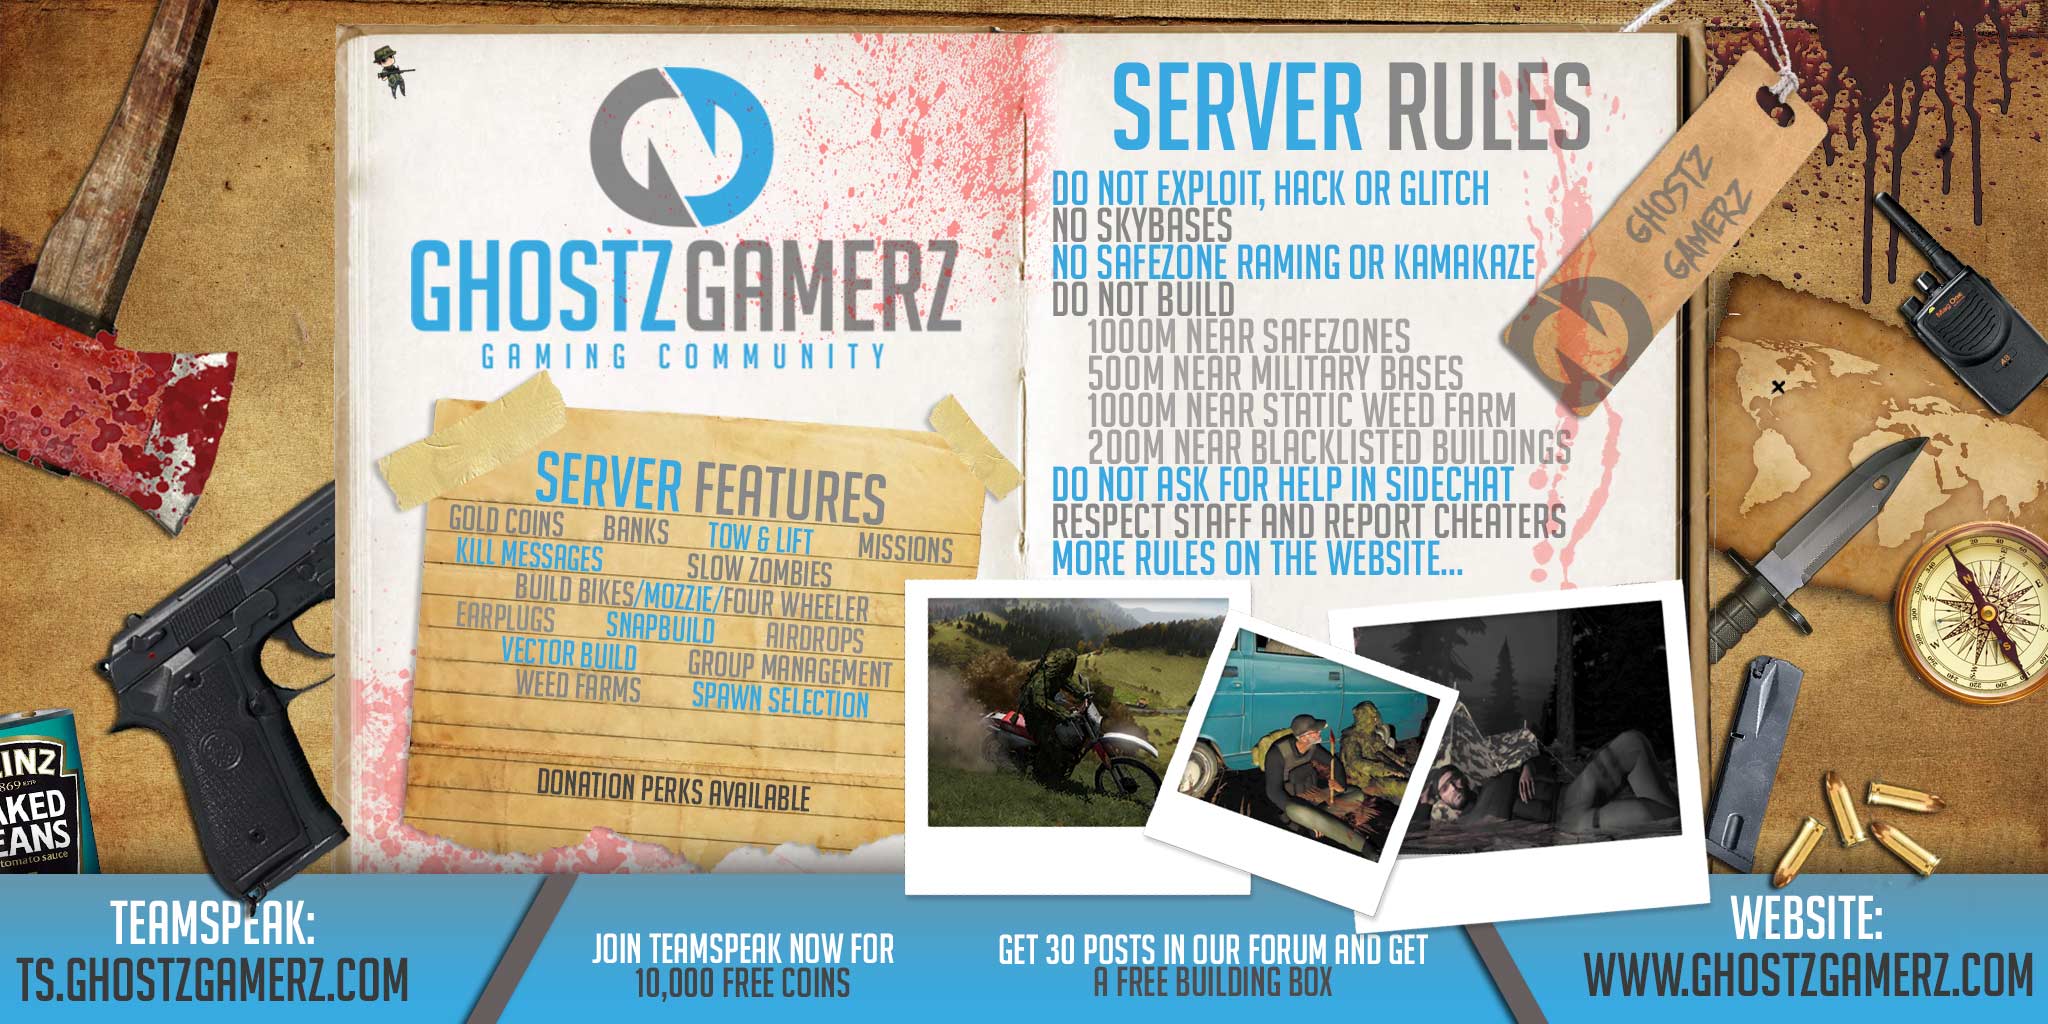 GHOSTZGAMERZ
GAMING COMMUNITY
SERVER FEATURES
GOLD COINS BANKS TOW & LIFT MISSIONS
KILL MESSAGES SLOW ZOMBIES
BUILD BIKES/MOZZIE/FOUR WHEELER
EARPLUGS SNAPBUILD AIRDROPS
VECTOR BUILD GROUP MANAGEMENT
WEED FARMS SPAWN SELECTION
DONATION PERKS AVAILABLE
SERVER RULES
DO NOT EXPLOIT, HACK OR GLITCH
NO SKYBASES
NO SAFEZONE RAMING OR KAMAKAZE
DO NOT BUILD
1000M NEAR SAFEZONES
500M NEAR MILITARY BASES
1000M NEAR STATIC WEED FARM
200M NEAR BLACKLISTED BUILDINGS
DO NOT ASK FOR HELP IN SIDECHAT
RESPECT STAFF AND REPORT CHEATERS
MORE RULES ON THE WEBSITE...
GHOSTZ
GAMERZ
Mag One
A8
INZ
AKED
EANS
tomato sauce
TEAMSPEAK:
TS.GHOSTZGAMERZ.COM
JOIN TEAMSPEAK NOW FOR
10,000 FREE COINS
GET 30 POSTS IN OUR FORUM AND GET
A FREE BUILDING BOX
WEBSITE:
WWW.GHOSTZGAMERZ.COM